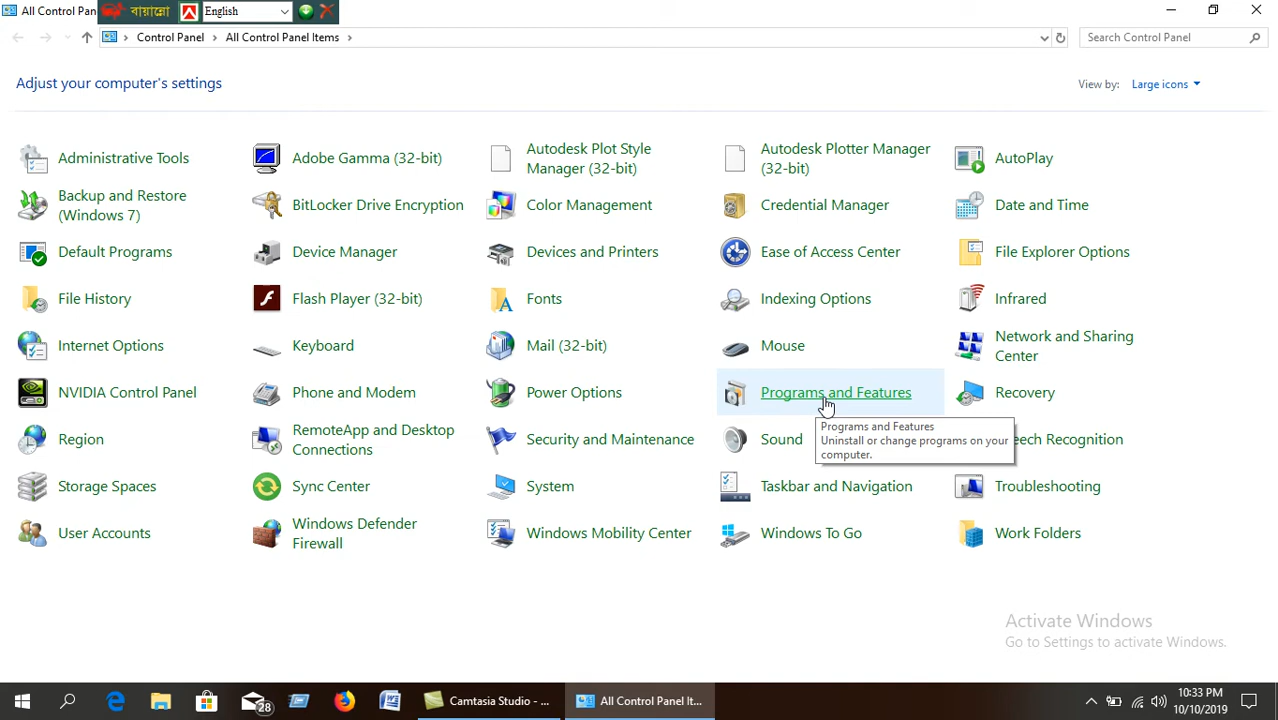 All Control Pan
বায়ান্নো
English
Control Panel
All Control Panel Items
Search Control Panel
Adjust your computer's settings
View by:
Large icons
Administrative Tools
Adobe Gamma (32-bit)
Autodesk Plot Style
Manager (32-bit)
Autodesk Plotter Manager
(32-bit)
AutoPlay
Backup and Restore
(Windows 7)
BitLocker Drive Encryption
Color Management
Credential Manager
Date and Time
Default Programs
Device Manager
Devices and Printers
Ease of Access Center
File Explorer Options
File History
Flash Player (32-bit)
Fonts
Indexing Options
Infrared
Internet Options
Keyboard
Mail (32-bit)
Mouse
Network and Sharing
Center
NVIDIA Control Panel
Phone and Modem
Power Options
Programs and Features
Recovery
Region
RemoteApp and Desktop
Connections
Security and Maintenance
Sound
Programs and Features
Uninstall or change programs on your
computer.
eech Recognition
Storage Spaces
Sync Center
System
Taskbar and Navigation
Troubleshooting
User Accounts
Windows Defender
Firewall
Windows Mobility Center
Windows To Go
Work Folders
Activate Windows
Go to Settings to activate Windows.
28
Camtasia Studio - ...
All Control Panel It...
10:33 PM
10/10/2019